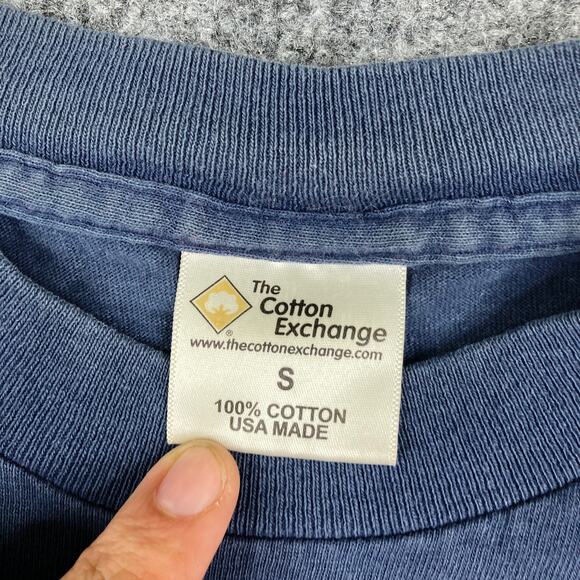 The
Cotton
Exchange
®
www.thecottonexchange.com
S
100% COTTON
USA MADE